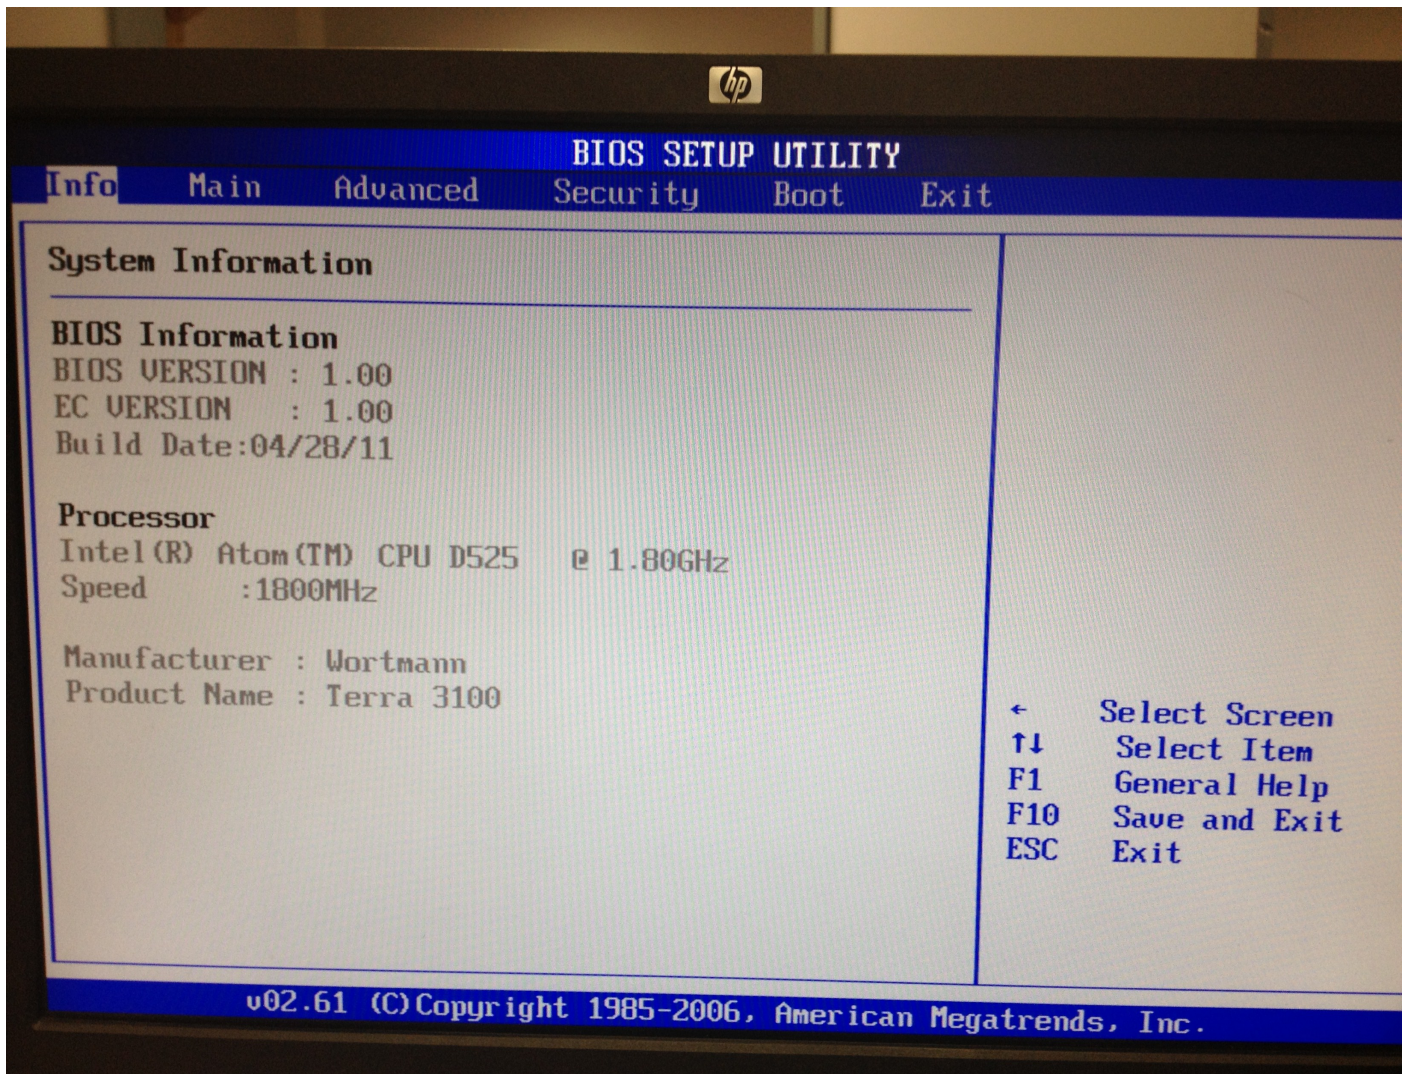 hp
BIOS SETUP UTILITY
Info Main Advanced Security Boot Exit
System Information
BIOS Information
BIOS VERSION : 1.00
EC VERSION : 1.00
Build Date:04/28/11
Processor
Intel(R) Atom(TM) CPU D525 @ 1.80GHz
Speed :1800MHz
Manufacturer : Wortmann
Product Name : Terra 3100
← Select Screen
↑↓ Select Item
F1 General Help
F10 Save and Exit
ESC Exit
v02.61 (C)Copyright 1985-2006, American Megatrends, Inc.